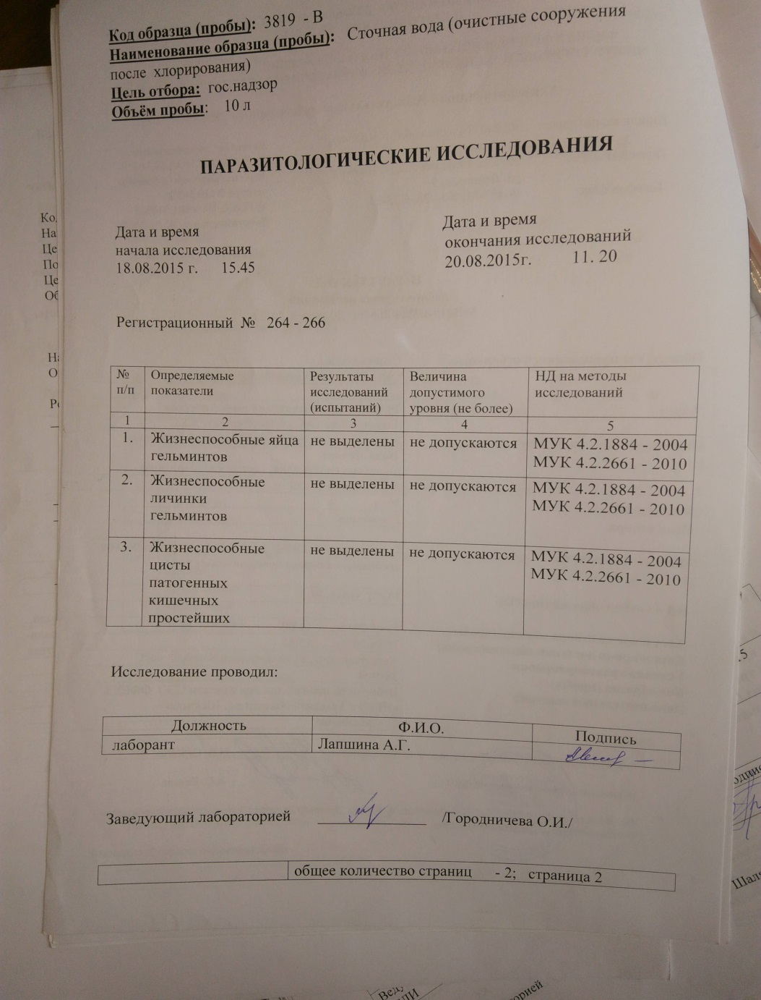 Код образца (пробы): 3819 - В
Наименование образца (пробы): Сточная вода (очистные сооружения
после хлорирования)
Цель отбора: гос.надзор
Объём пробы: 10 л
ПАРАЗИТОЛОГИЧЕСКИЕ ИССЛЕДОВАНИЯ
Дата и время
начала исследования
18.08.2015 г. 15.45
Дата и время
окончания исследований
20.08.2015г. 11. 20
Регистрационный № 264 - 266
№ п/п Определяемые показатели Результаты исследований (испытаний) Величина допустимого уровня (не более) НД на методы исследований
1 2 3 4 5
1. Жизнеспособные яйца не выделены не допускаются МУК 4.2.1884 - 2004
гельминтов МУК 4.2.2661 - 2010
2. Жизнеспособные не выделены не допускаются МУК 4.2.1884 - 2004
личинки МУК 4.2.2661 - 2010
гельминтов
3. Жизнеспособные не выделены не допускаются МУК 4.2.1884 - 2004
цисты МУК 4.2.2661 - 2010
патогенных
кишечных
простейших
Исследование проводил:
Должность Ф.И.О. Подпись
лаборант Лапшина А.Г.
Заведующий лабораторией /Городничева О.И./
общее количество страниц - 2; страница 2